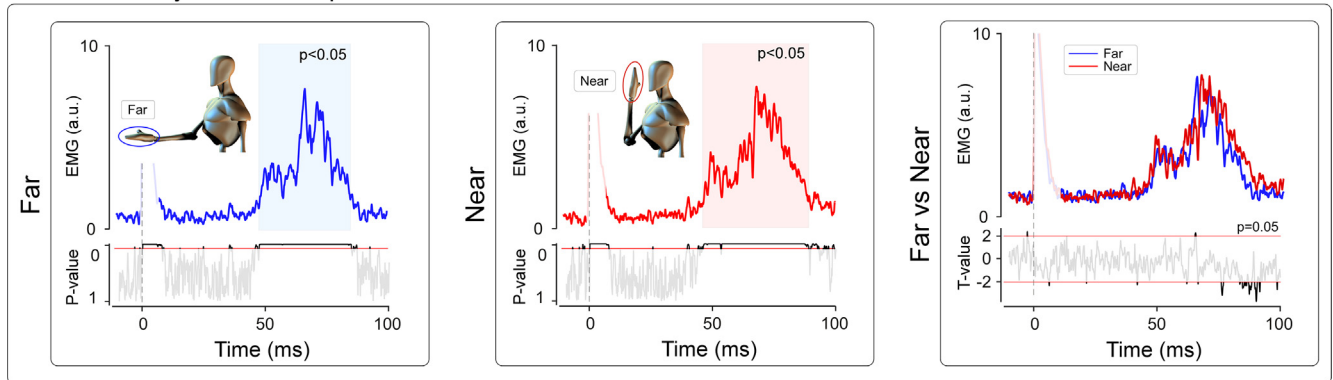 Far
10
EMG (a.u.)
0
p<0.05
Far
0
P-value
1
0
50
100
Time (ms)
Near
10
EMG (a.u.)
0
p<0.05
Near
0
P-value
1
0
50
100
Time (ms)
Far vs Near
10
EMG (a.u.)
0
Far
Near
p=0.05
2
0
-2
T-value
0
50
100
Time (ms)